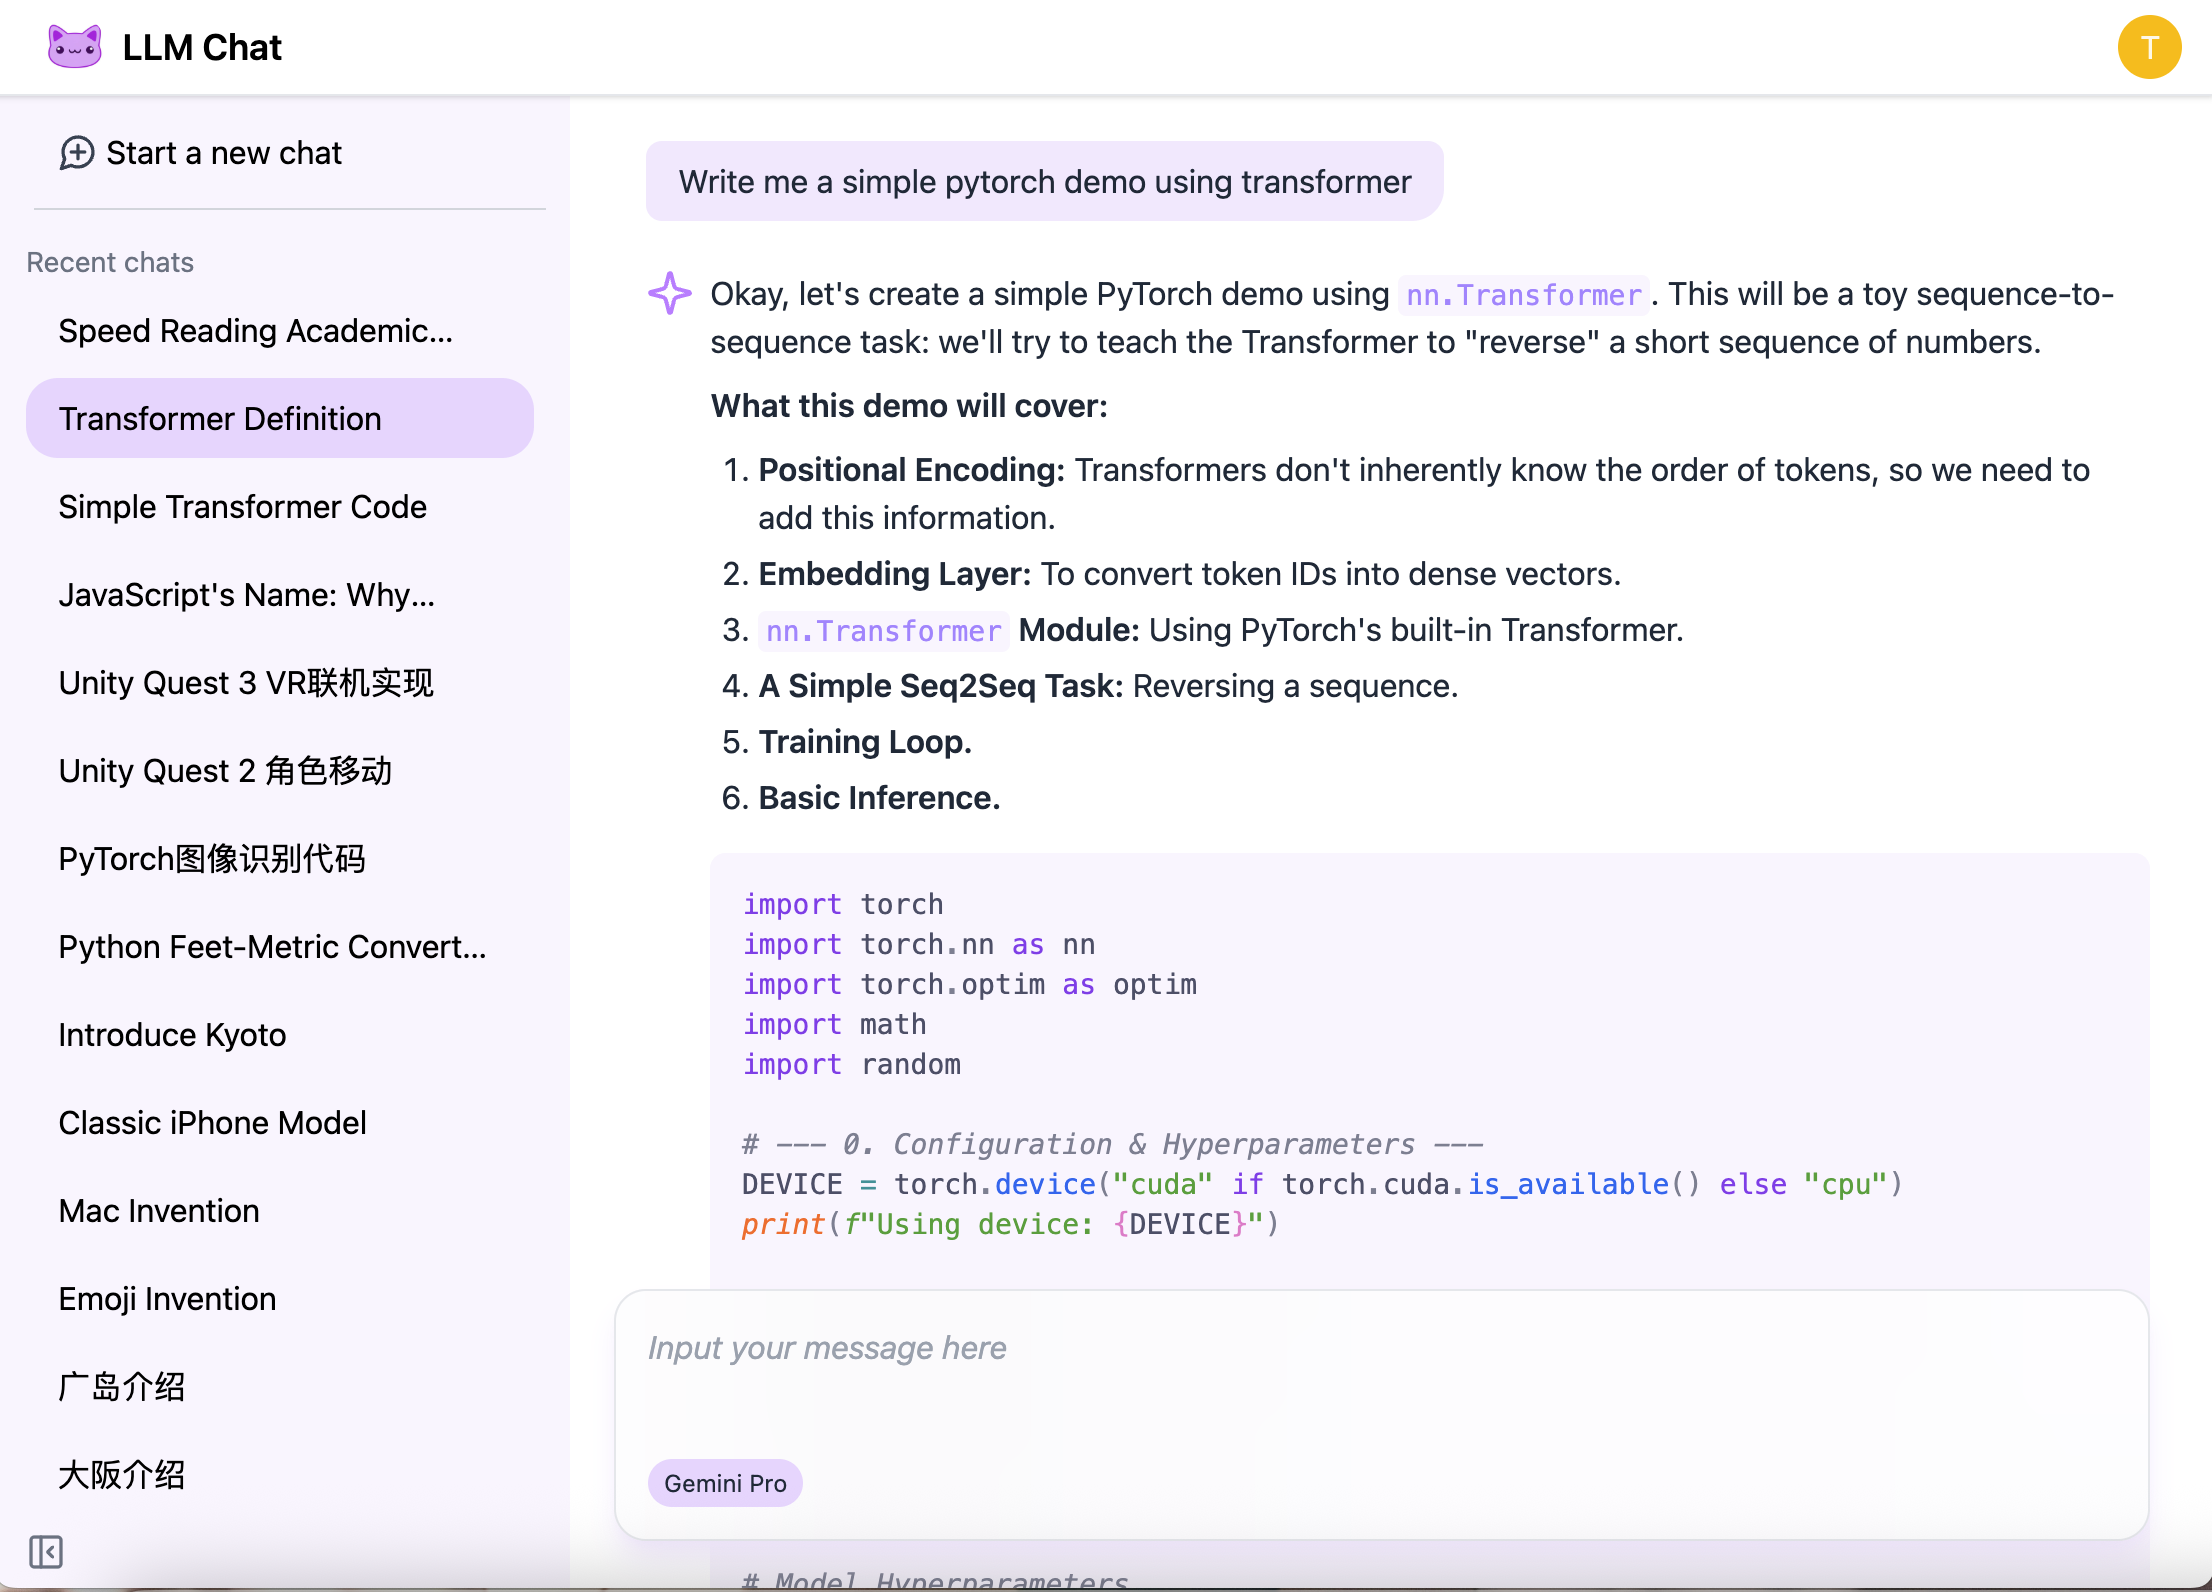 LLM Chat
T
Start a new chat
Recent chats
Speed Reading Academic...
Transformer Definition
Simple Transformer Code
JavaScript's Name: Why...
Unity Quest 3 VR联机实现
Unity Quest 2 角色移动
PyTorch图像识别代码
Python Feet-Metric Convert...
Introduce Kyoto
Classic iPhone Model
Mac Invention
Emoji Invention
广岛介绍
大阪介绍
Write me a simple pytorch demo using transformer
Okay, let's create a simple PyTorch demo using nn.Transformer. This will be a toy sequence-to-
sequence task: we'll try to teach the Transformer to "reverse" a short sequence of numbers.
What this demo will cover:
1. Positional Encoding: Transformers don't inherently know the order of tokens, so we need to
add this information.
2. Embedding Layer: To convert token IDs into dense vectors.
3. nn.Transformer Module: Using PyTorch's built-in Transformer.
4. A Simple Seq2Seq Task: Reversing a sequence.
5. Training Loop.
6. Basic Inference.
import torch
import torch.nn as nn
import torch.optim as optim
import math
import random
# --- 0. Configuration & Hyperparameters ---
DEVICE = torch.device("cuda" if torch.cuda.is_available() else "cpu")
print(f"Using device: {DEVICE}")
Input your message here
Gemini Pro
# Model Hyperparameters